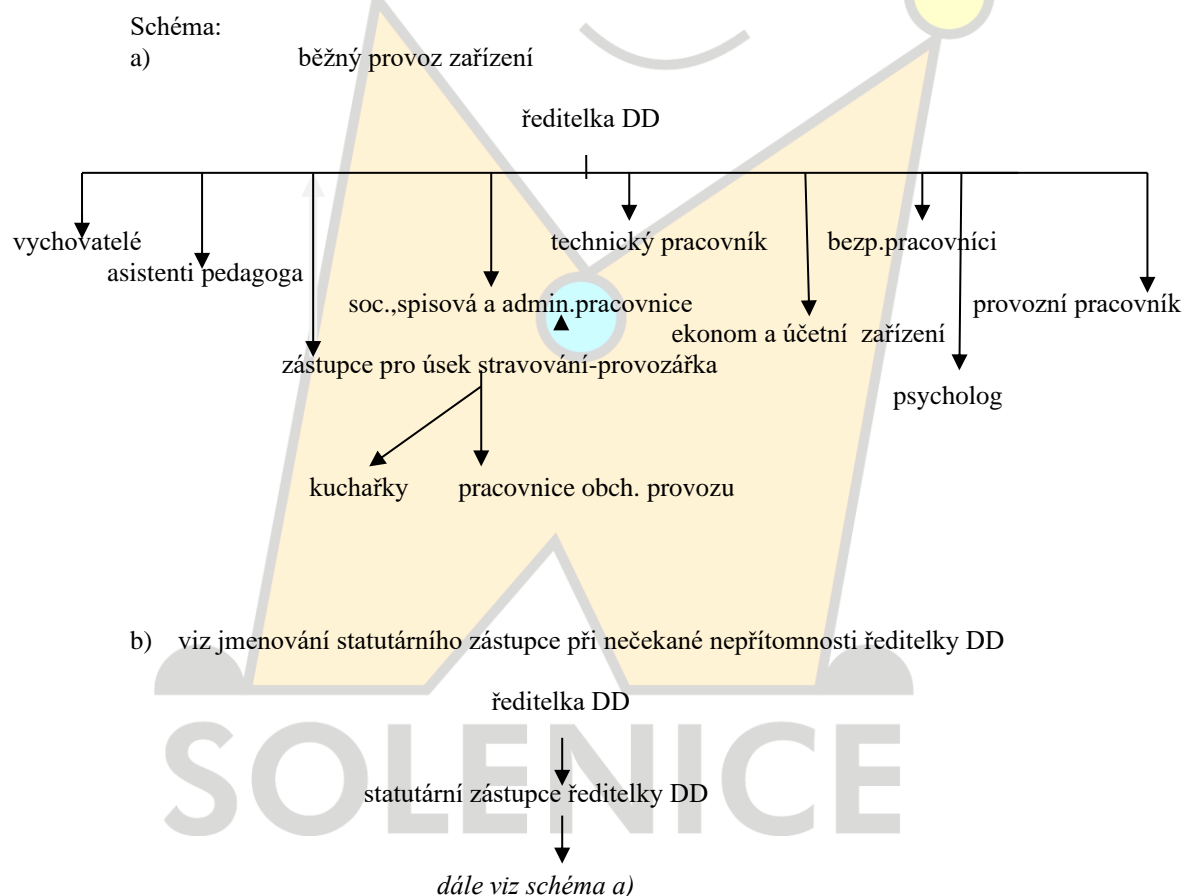 Schéma:
a) běžný provoz zařízení
ředitelka DD
vychovatelé
technický pracovník
bezp.pracovníci
asistenti pedagoga
soc.,spisová a admin.pracovnice
provozní pracovník
ekonom a účetní zařízení
zástupce pro úsek stravování-provozářka
psycholog
kuchařky
pracovnice obch. provozu
b) viz jmenování statutárního zástupce při nečekané nepřítomnosti ředitelky DD
ředitelka DD
SOLENICE
statutární zástupce ředitelky DD
dále viz schéma a)